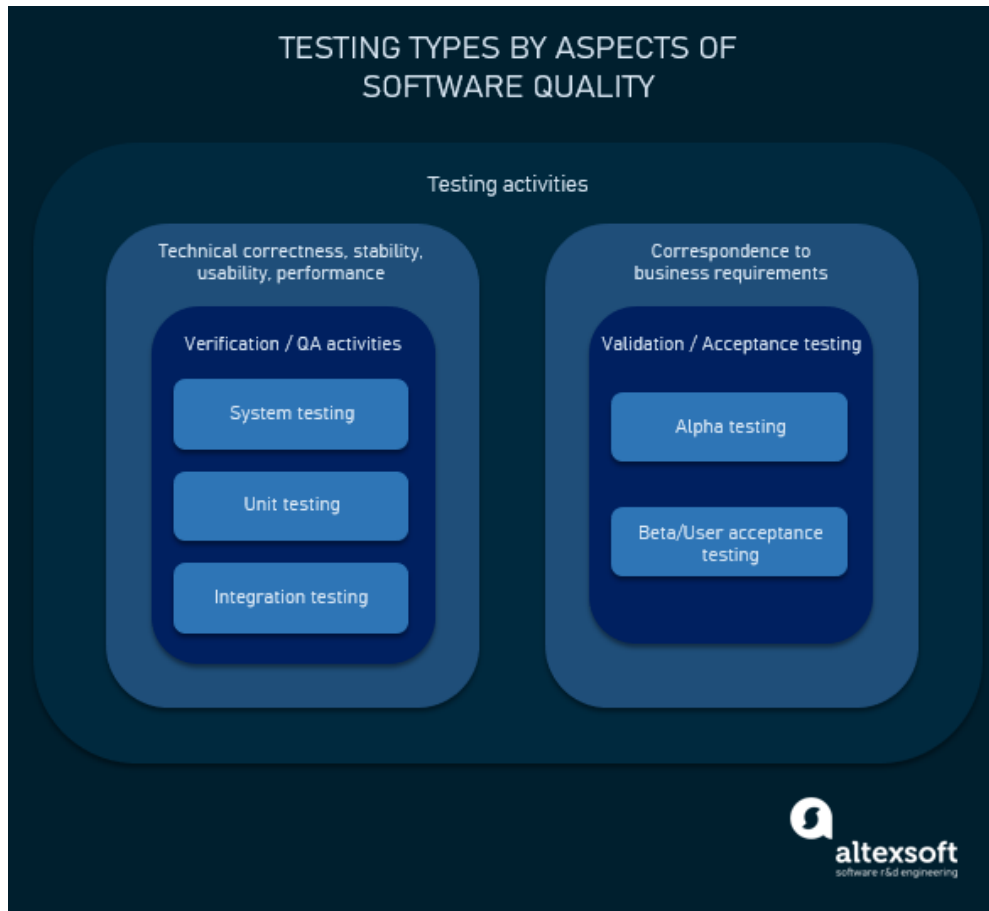 TESTING TYPES BY ASPECTS OF
SOFTWARE QUALITY
Testing activities
Technical correctness, stability,
usability, performance
Verification / QA activities
System testing
Unit testing
Integration testing
Correspondence to
business requirements
Validation / Acceptance testing
Alpha testing
Beta/User acceptance
testing
altexsoft
software r&d engineering